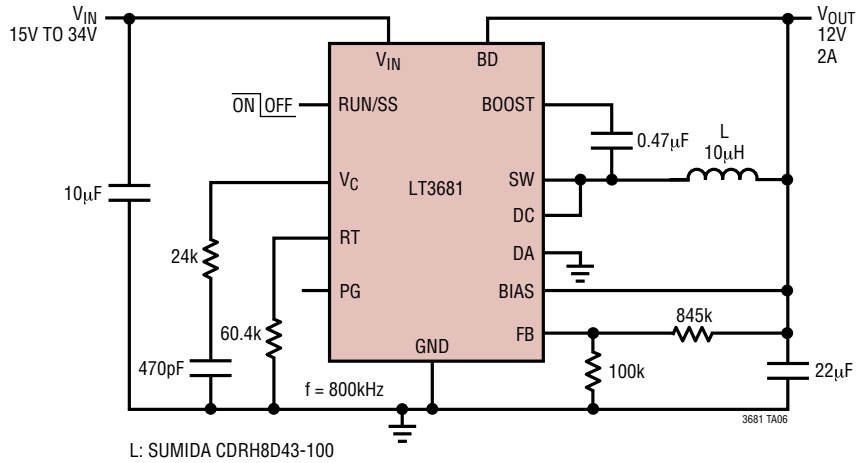 VIN
15V TO 34V
VOUT
12V
2A
VIN
BD
ON OFF
RUN/SS
BOOST
0.47µF
L
10µH
VC
LT3681
SW
10µF
DC
24k
RT
DA
PG
BIAS
845k
60.4k
FB
GND
100k
470pF
f = 800kHz
22µF
3681 TA06
L: SUMIDA CDRH8D43-100